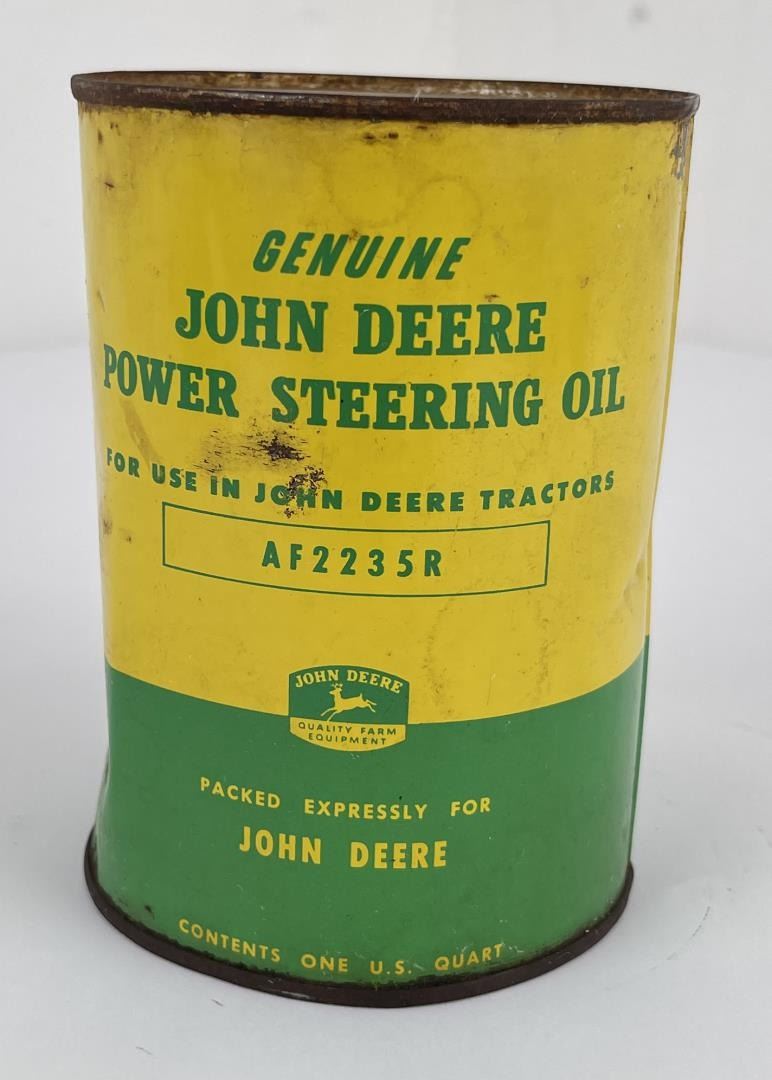 GENUINE
JOHN DEERE
POWER STEERING OIL
FOR USE IN JOHN DEERE TRACTORS
AF2235R
JOHN DEERE
QUALITY FARM
EQUIPMENT
PACKED EXPRESSLY FOR
JOHN DEERE
CONTENTS ONE U.S. QUART